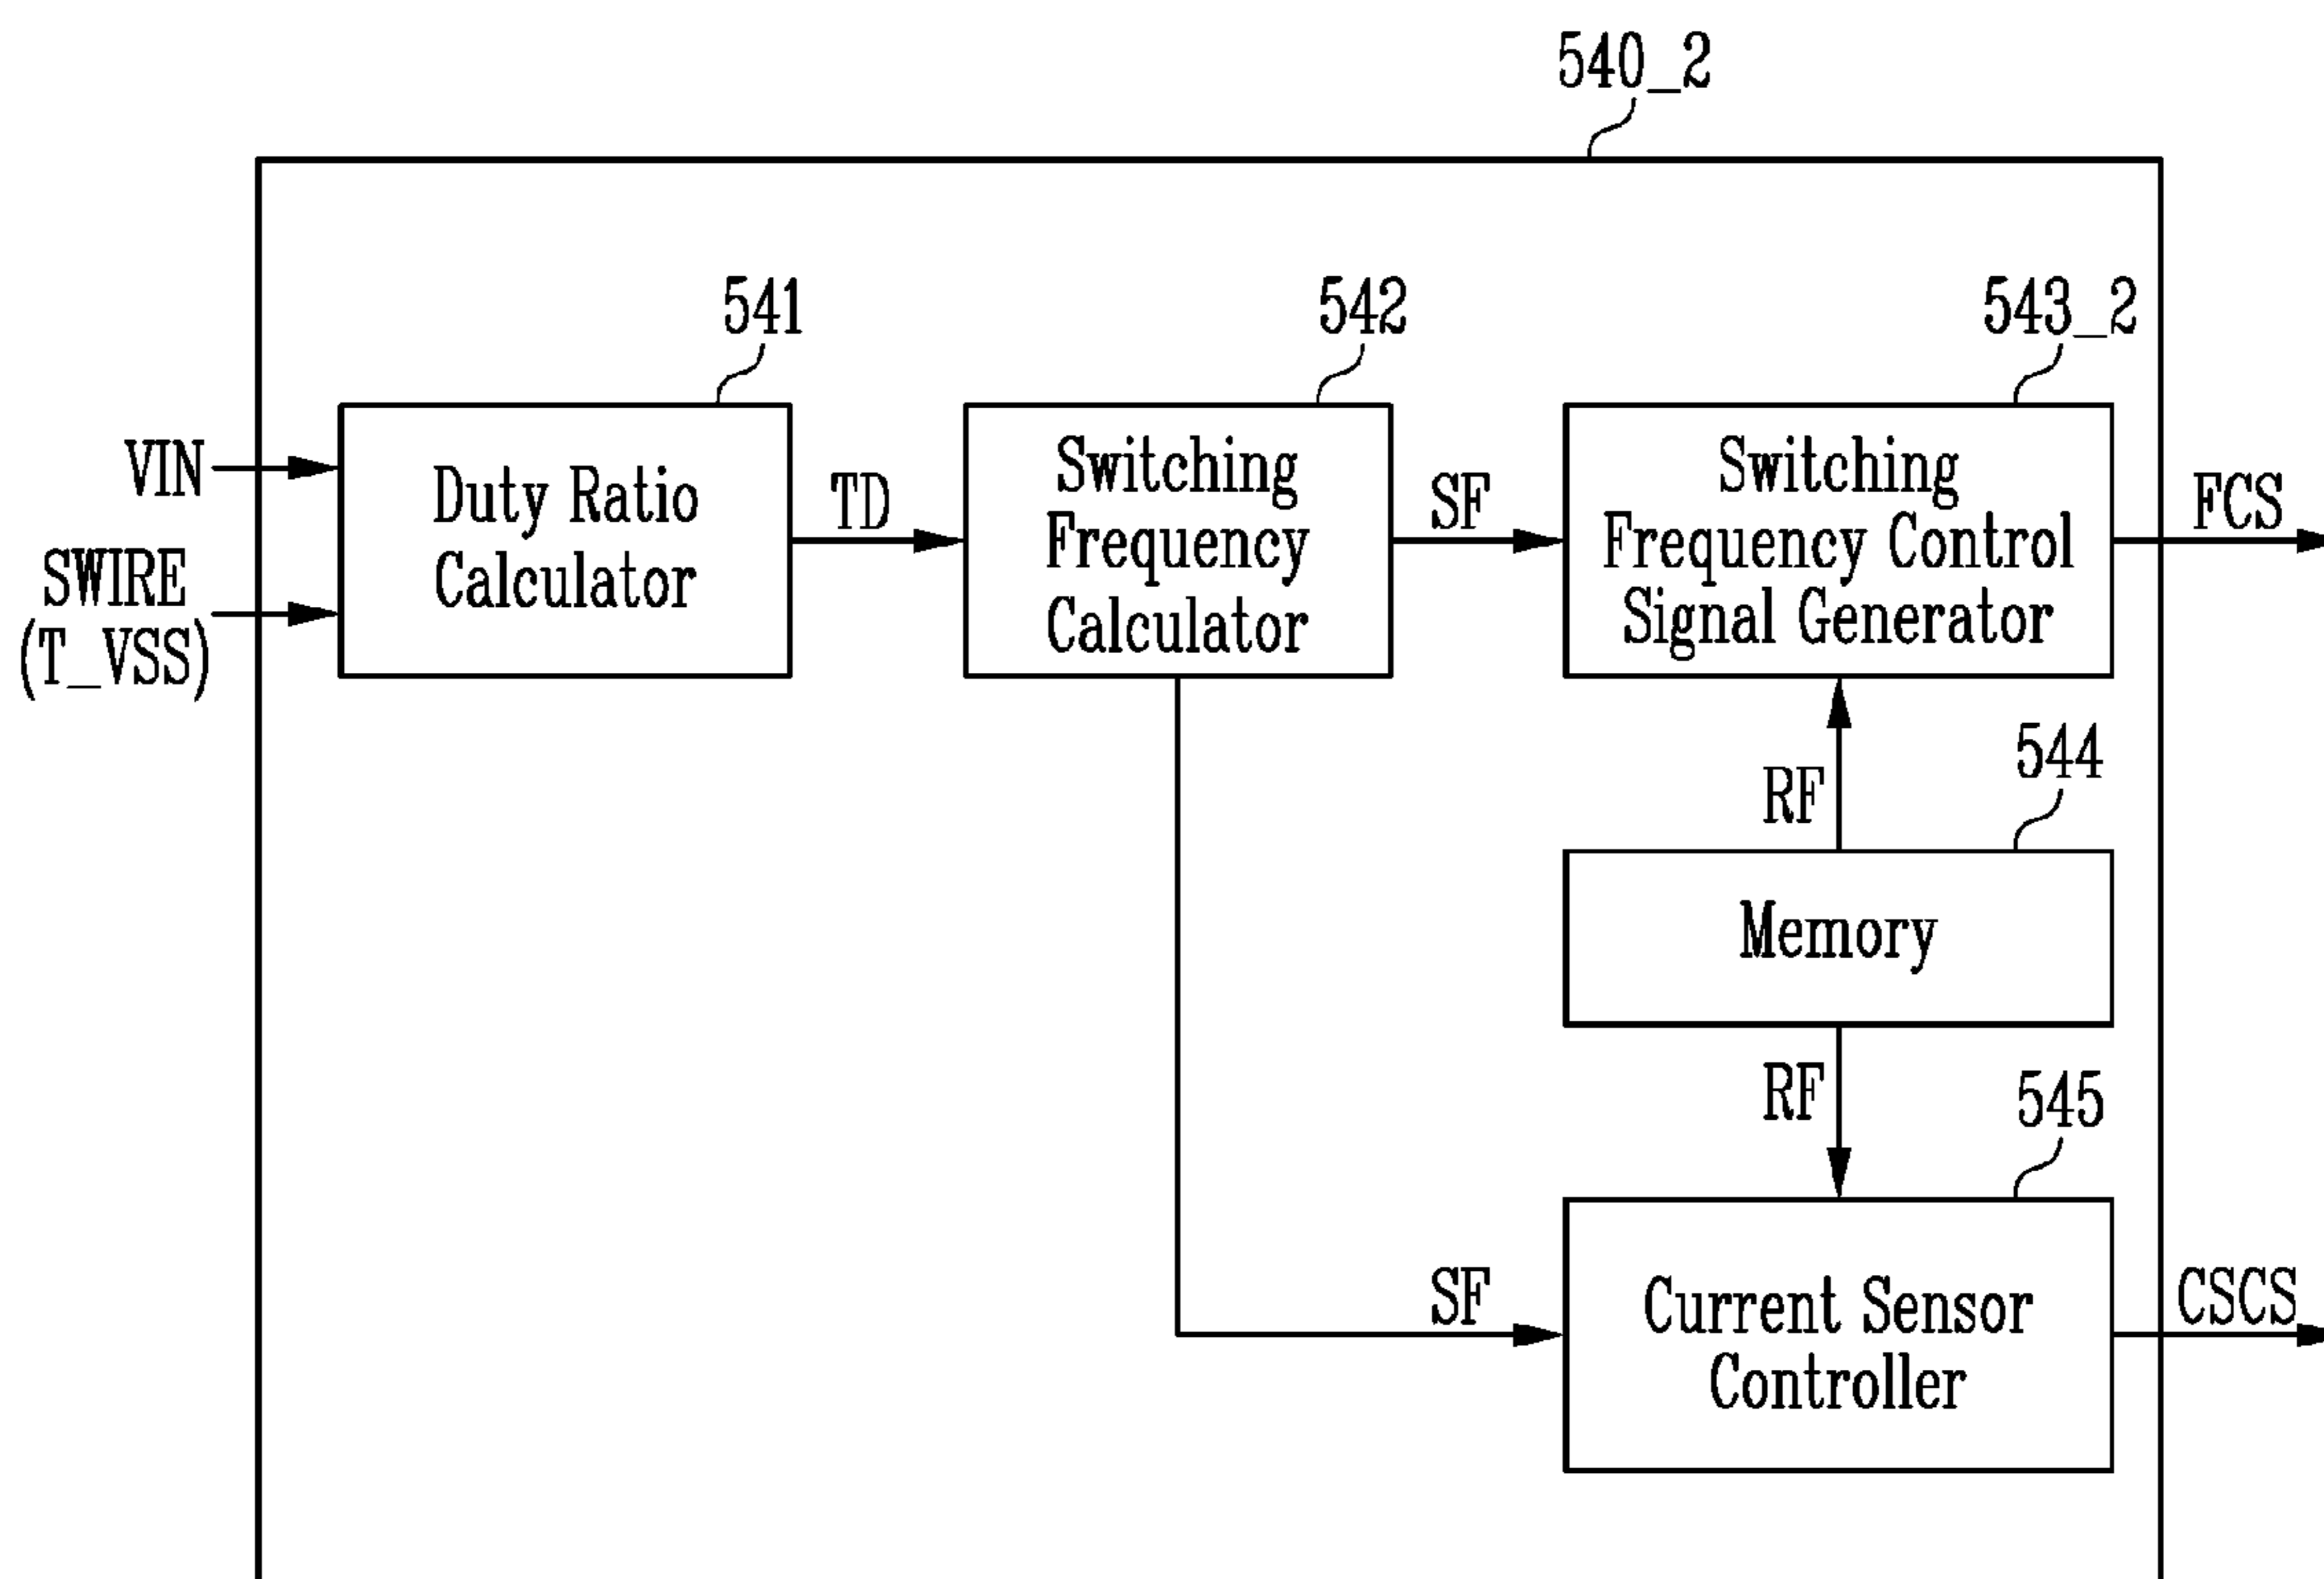 540_2
541
542
543_2
VIN
SWIRE
(T_VSS)
Duty Ratio
Calculator
TD
Switching
Frequency
Calculator
SF
Switching
Frequency Control
Signal Generator
FCS
RF
544
Memory
RF
545
SF
Current Sensor
Controller
CSCS